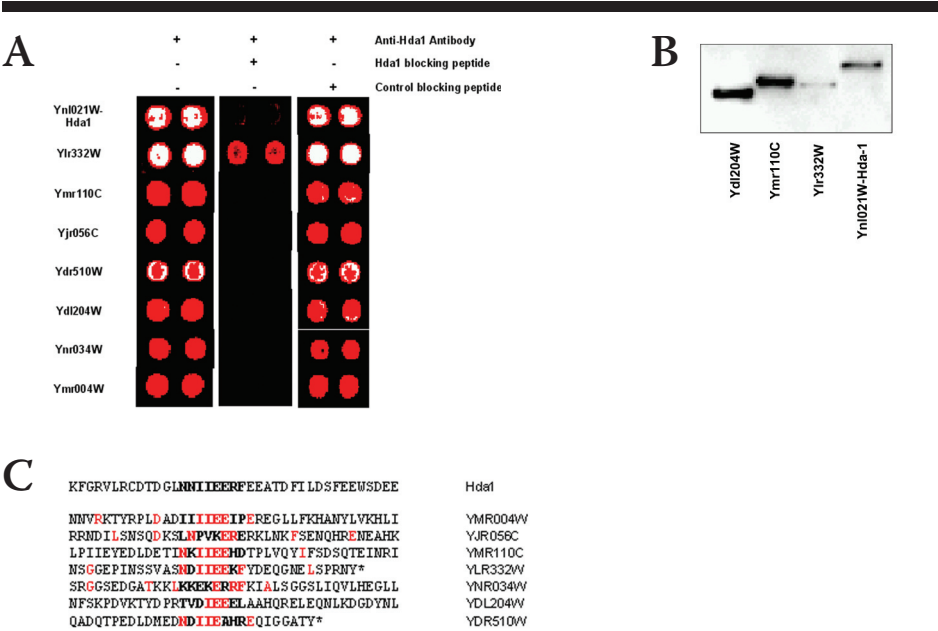 A
B
+ + + Anti-Hda1 Antibody
- + - Hda1 blocking peptide
- - + Control blocking peptide
Ynl021W-
Hda1
Ylr332W
Ymr110C
Yjr056C
Ydr510W
Ydl204W
Ynr034W
Ymr004W
Ydl204W
Ymr110C
Ylr332W
Ynl021W-Hda-1
C
KFGRVLRCDTDGLNNIIEERFEEATDFILDSFEEWSDEE Hda1
NNVRKTYRPLDADIIIIEEIPEREGLLFKHANYLVKHLI YMR004W
RRNDILSNSQDKSLNPVKERERKLNKFSENQHRENEAHK YJR056C
LPIIEYEDLDETINKIIEEHDTPLVQYIFSDSQTEINRI YMR110C
NSGGEPINSSVASNDIIEEKFYDEQGNELSPRNY* YLR332W
SRGGSEDGATKKLKKEKERRFKIALSGGSLIQVLHEGLL YNR034W
NFSKPDVKTYDPRTVDIEEELAAHQRELEQNLKDGDYNL YDL204W
QADQTPEDLDMEDNDIIEAHREQIGGATY* YDR510W